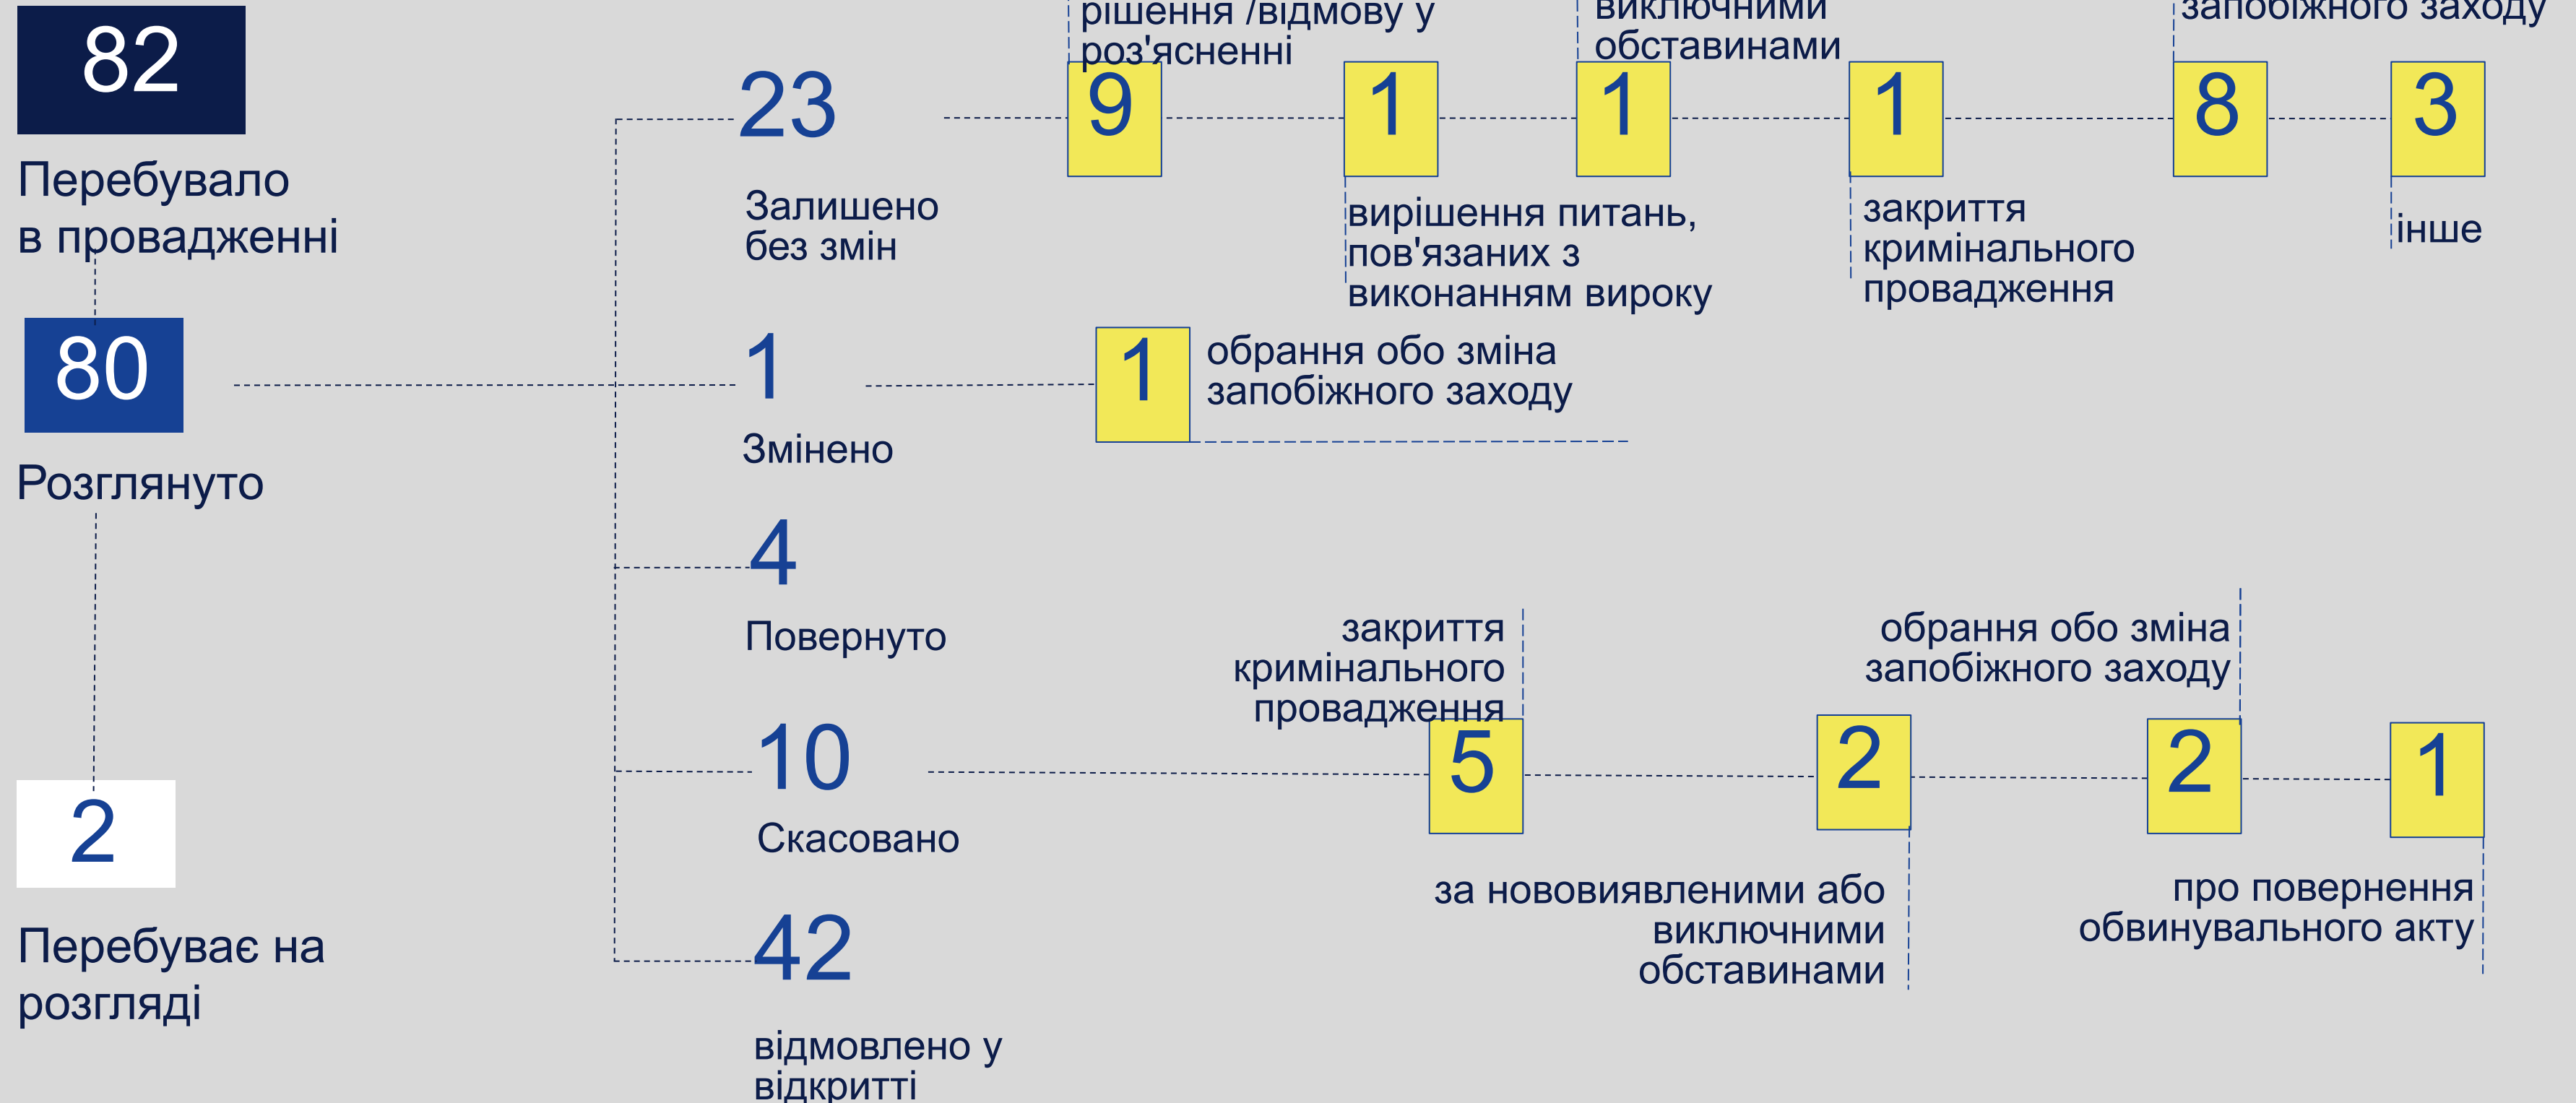 82
Перебувало
в провадженні
80
Розглянуто
2
Перебуває на
розгляді
рішення /відмову у
роз'ясненні
виключними
обставинами
запобіжного заходу
23
Залишено
без змін
9
1
1
1
8
3
вирішення питань,
пов'язаних з
виконанням вироку
закриття
кримінального
провадження
інше
1
Змінено
1
обрання обо зміна
запобіжного заходу
4
Повернуто
закриття
кримінального
провадження
обрання обо зміна
запобіжного заходу
10
Скасовано
5
2
2
1
за нововиявленими або
виключними
обставинами
про повернення
обвинувального акту
42
відмовлено у
відкритті